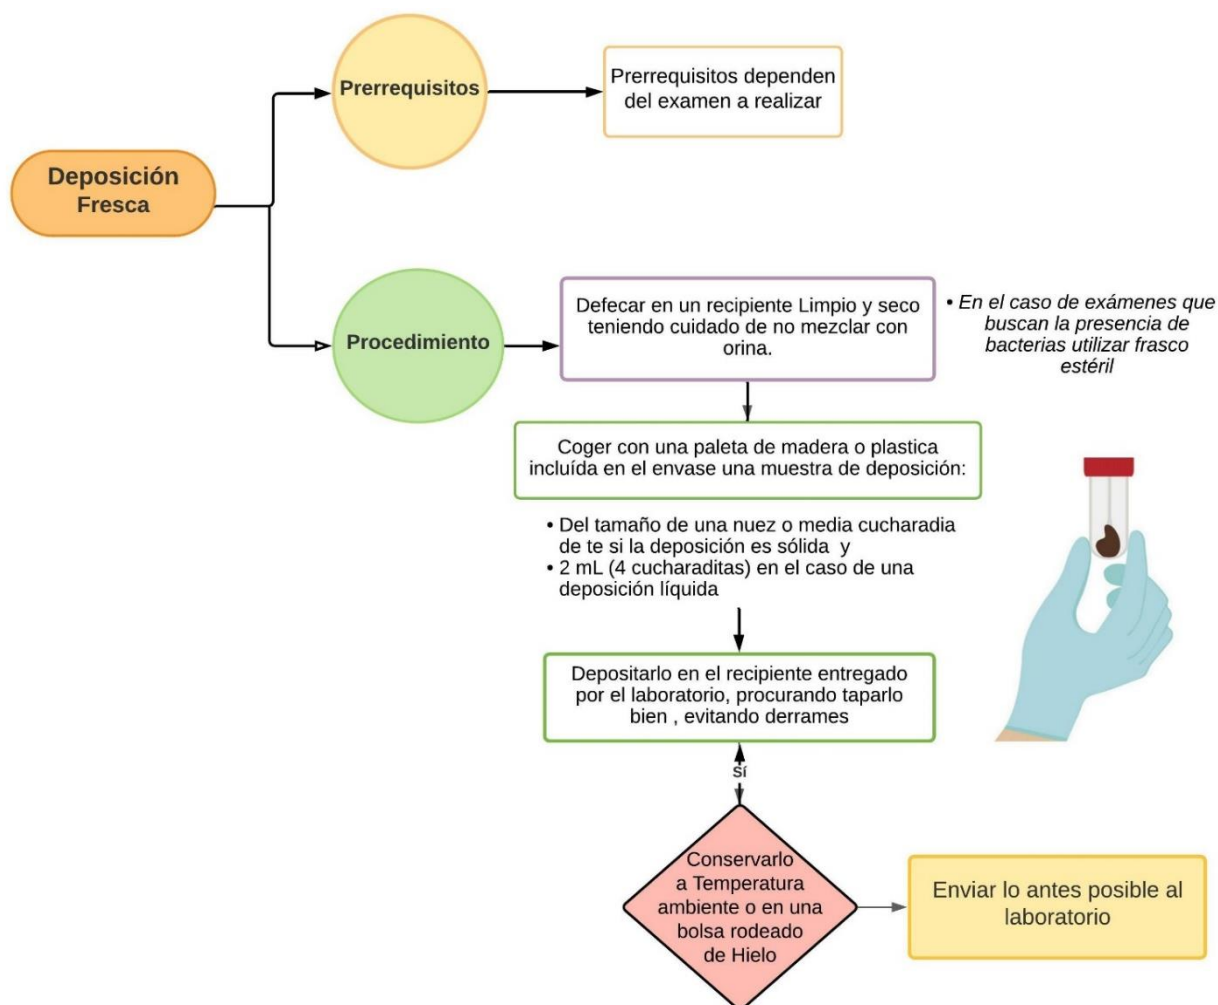 Deposición
Fresca
Prerrequisitos
Prerrequisitos dependen
del examen a realizar
Procedimiento
Defecar en un recipiente Limpio y seco
teniendo cuidado de no mezclar con
orina.
• En el caso de exámenes que
buscan la presencia de
bacterias utilizar frasco
estéril
Coger con una paleta de madera o plastica
incluída en el envase una muestra de deposición:
• Del tamaño de una nuez o media cucharadia
de te si la deposición es sólida y
• 2 mL (4 cucharaditas) en el caso de una
deposición líquida
Depositarlo en el recipiente entregado
por el laboratorio, procurando taparlo
bien , evitando derrames
Sí
Conservarlo
a Temperatura
ambiente o en una
bolsa rodeado
de Hielo
Enviar lo antes posible al
laboratorio